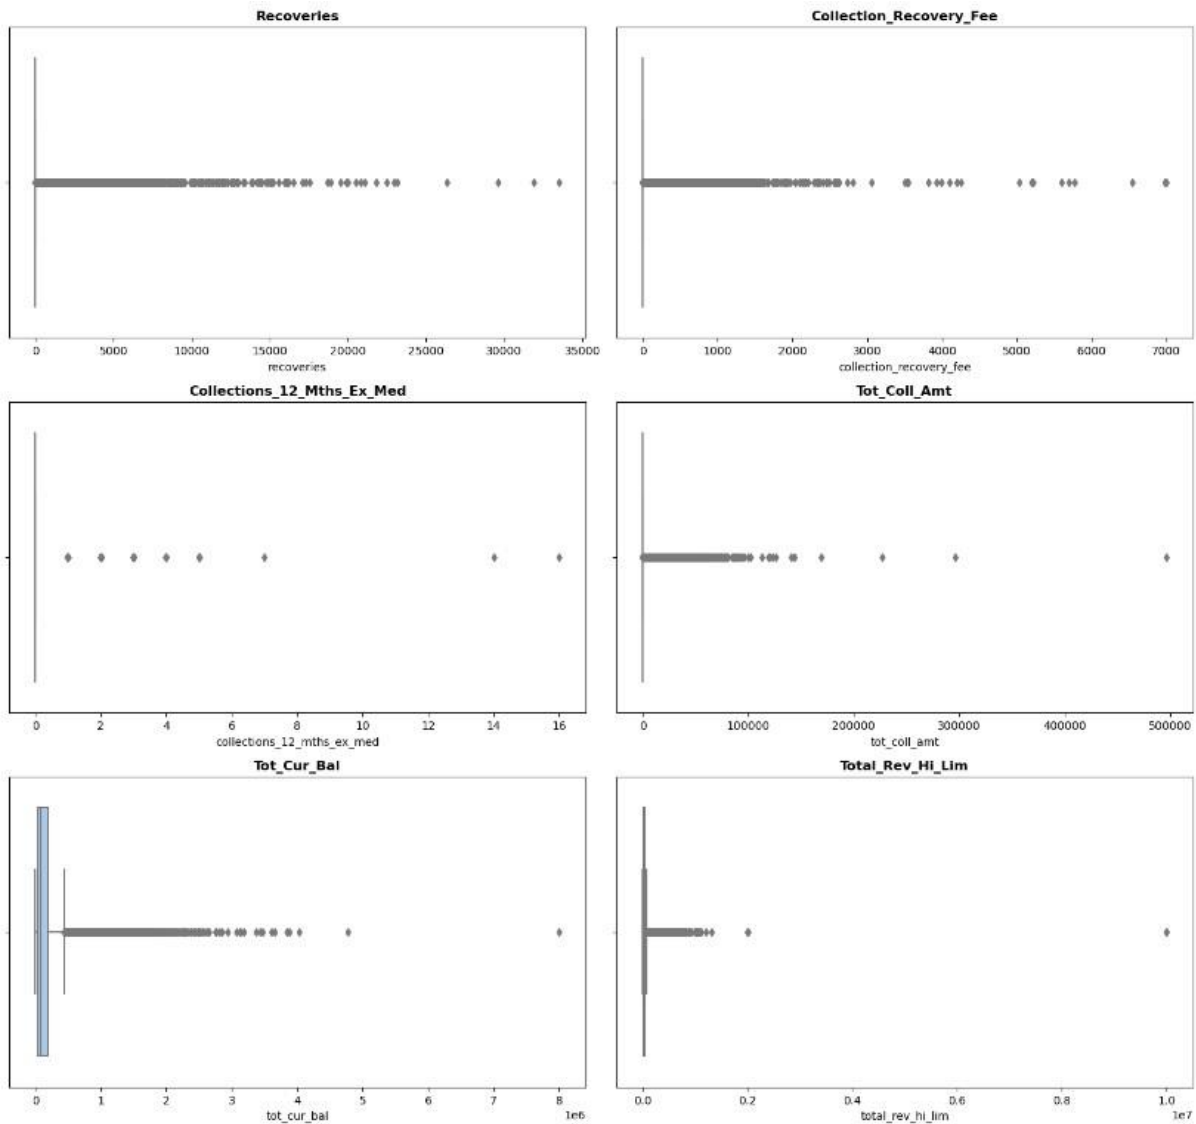 Recoveries
0 5000 10000 15000 20000 25000 30000 35000
recoveries
Collection_Recovery_Fee
0 1000 2000 3000 4000 5000 6000 7000
collection_recovery_fee
Collections_12_Mths_Ex_Med
0 2 4 6 8 10 12 14 16
collections_12_mths_ex_med
Tot_Coll_Amt
0 100000 200000 300000 400000 500000
tot_coll_amt
Tot_Cur_Bal
0 1 2 3 4 5 6 7 8
1e6
tot_cur_bal
Total_Rev_Hi_Lim
0.0 0.2 0.4 0.6 0.8 1.0
1e7
total_rev_hi_lim